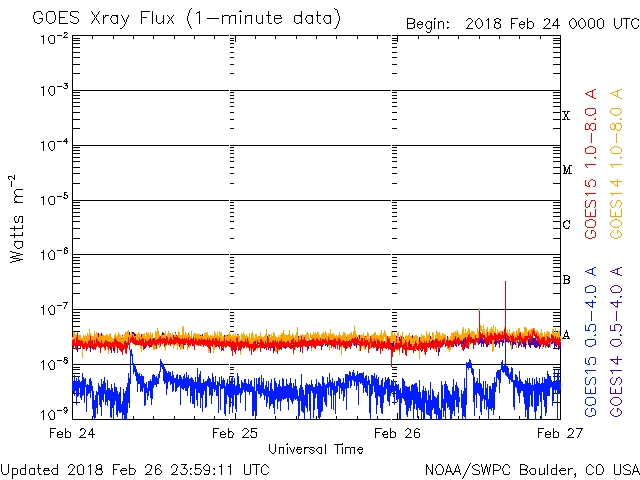 GOES Xray Flux (1-minute data)
Begin: 2018 Feb 24 0000 UTC
10⁻²
10⁻³
10⁻⁴
10⁻⁵
10⁻⁶
10⁻⁷
10⁻⁸
10⁻⁹
Watts m⁻²
X
M
C
B
A
GOES15 1.0-8.0 A
GOES14 1.0-8.0 A
GOES15 0.5-4.0 A
GOES14 0.5-4.0 A
Feb 24 Feb 25 Feb 26 Feb 27
Universal Time
Updated 2018 Feb 26 23:59:11 UTC
NOAA/SWPC Boulder, CO USA